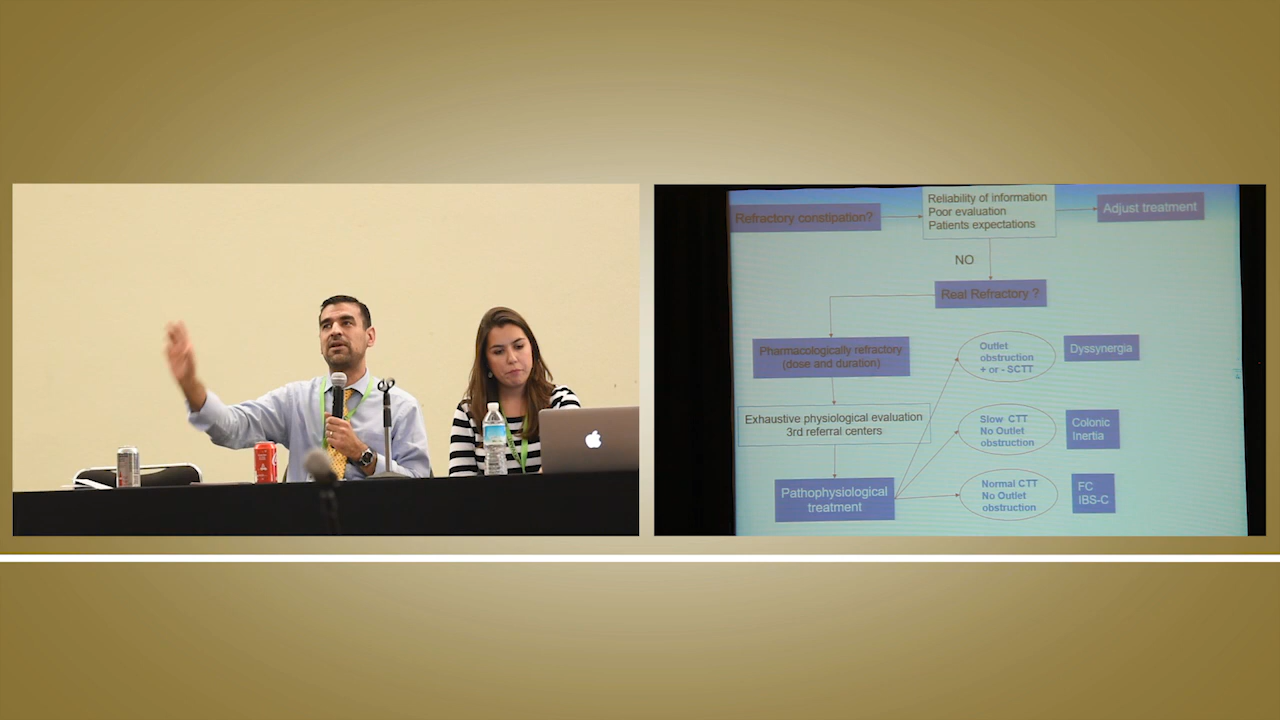 Refractory constipation?
Reliability of information
Poor evaluation
Patients expectations
Adjust treatment
NO
Real Refractory ?
Pharmacologically refractory
(dose and duration)
Outlet
obstruction
+ or - SCTT
Dyssynergia
Exhaustive physiological evaluation
3rd referral centers
Slow CTT
No Outlet
obstruction
Colonic
Inertia
Pathophysiological
treatment
Normal CTT
No Outlet
obstruction
FC
IBS-C